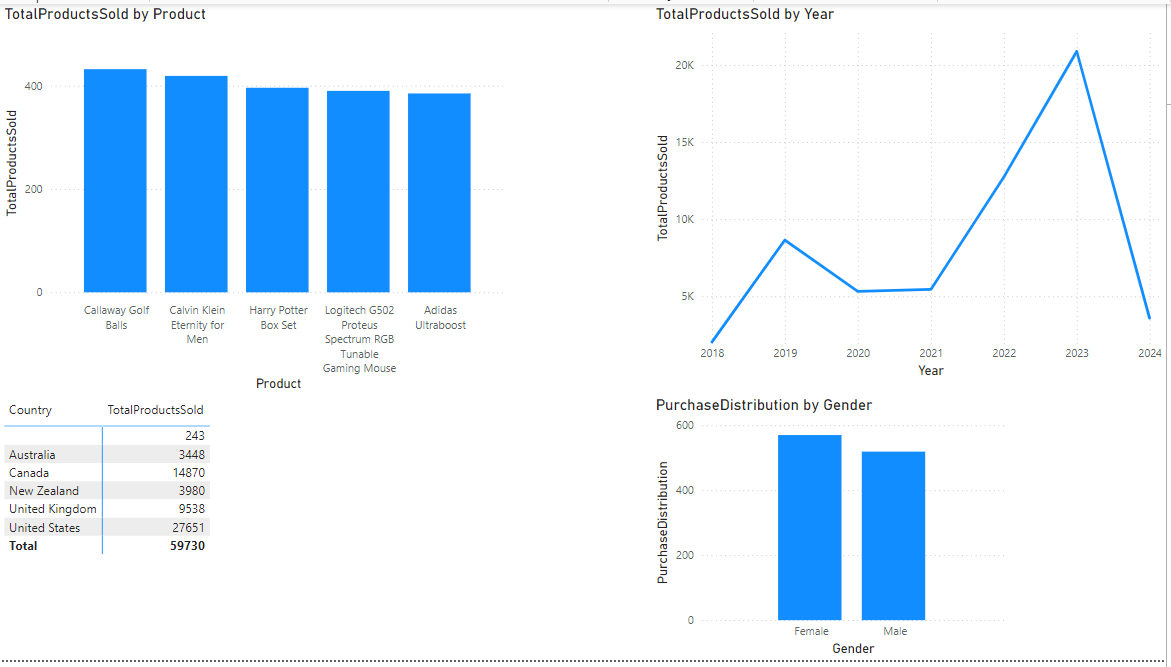 TotalProductsSold by Product
TotalProductsSold
400
200
0
Callaway Golf
Balls
Calvin Klein
Eternity for
Men
Harry Potter
Box Set
Logitech G502
Proteus
Spectrum RGB
Tunable
Gaming Mouse
Adidas
Ultraboost
Product
TotalProductsSold by Year
TotalProductsSold
20K
15K
10K
5K
2018 2019 2020 2021 2022 2023 2024
Year
Country TotalProductsSold
243
Australia 3448
Canada 14870
New Zealand 3980
United Kingdom 9538
United States 27651
Total 59730
PurchaseDistribution by Gender
PurchaseDistribution
600
400
200
0
Female Male
Gender